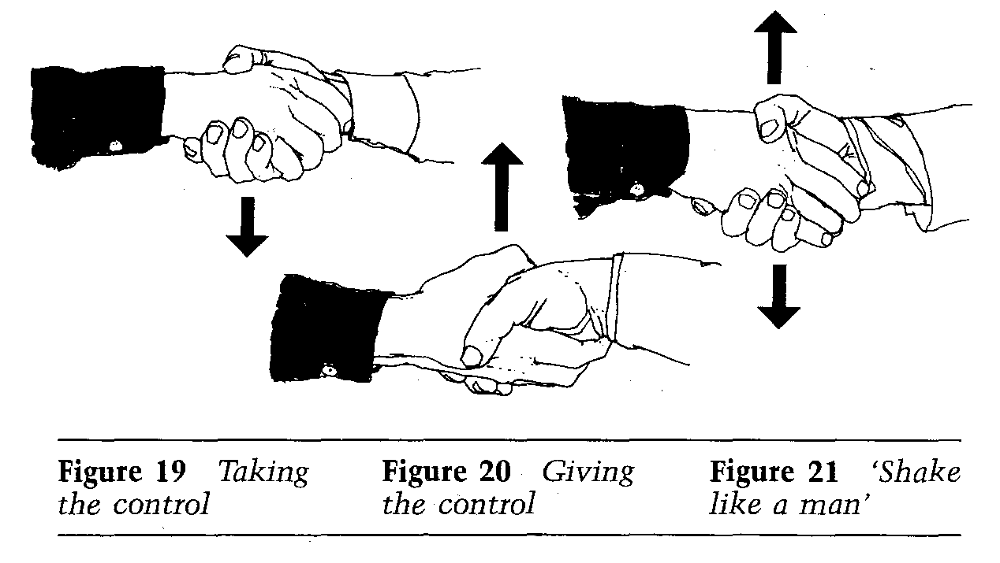 Figure 19 Taking
the control
Figure 20 Giving
the control
Figure 21 ‘Shake
like a man’